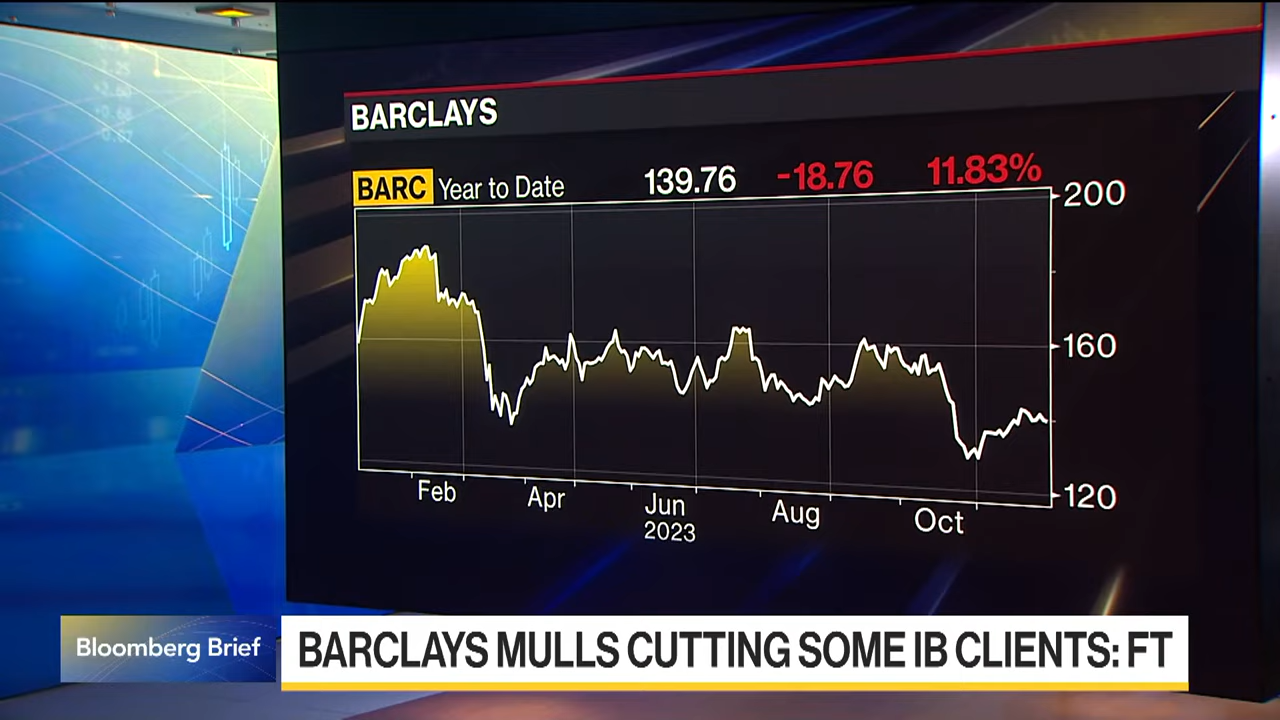 BARCLAYS
BARC Year to Date 139.76 -18.76 11.83%
200
160
120
Feb Apr Jun Aug Oct
2023
Bloomberg Brief
BARCLAYS MULLS CUTTING SOME IB CLIENTS: FT